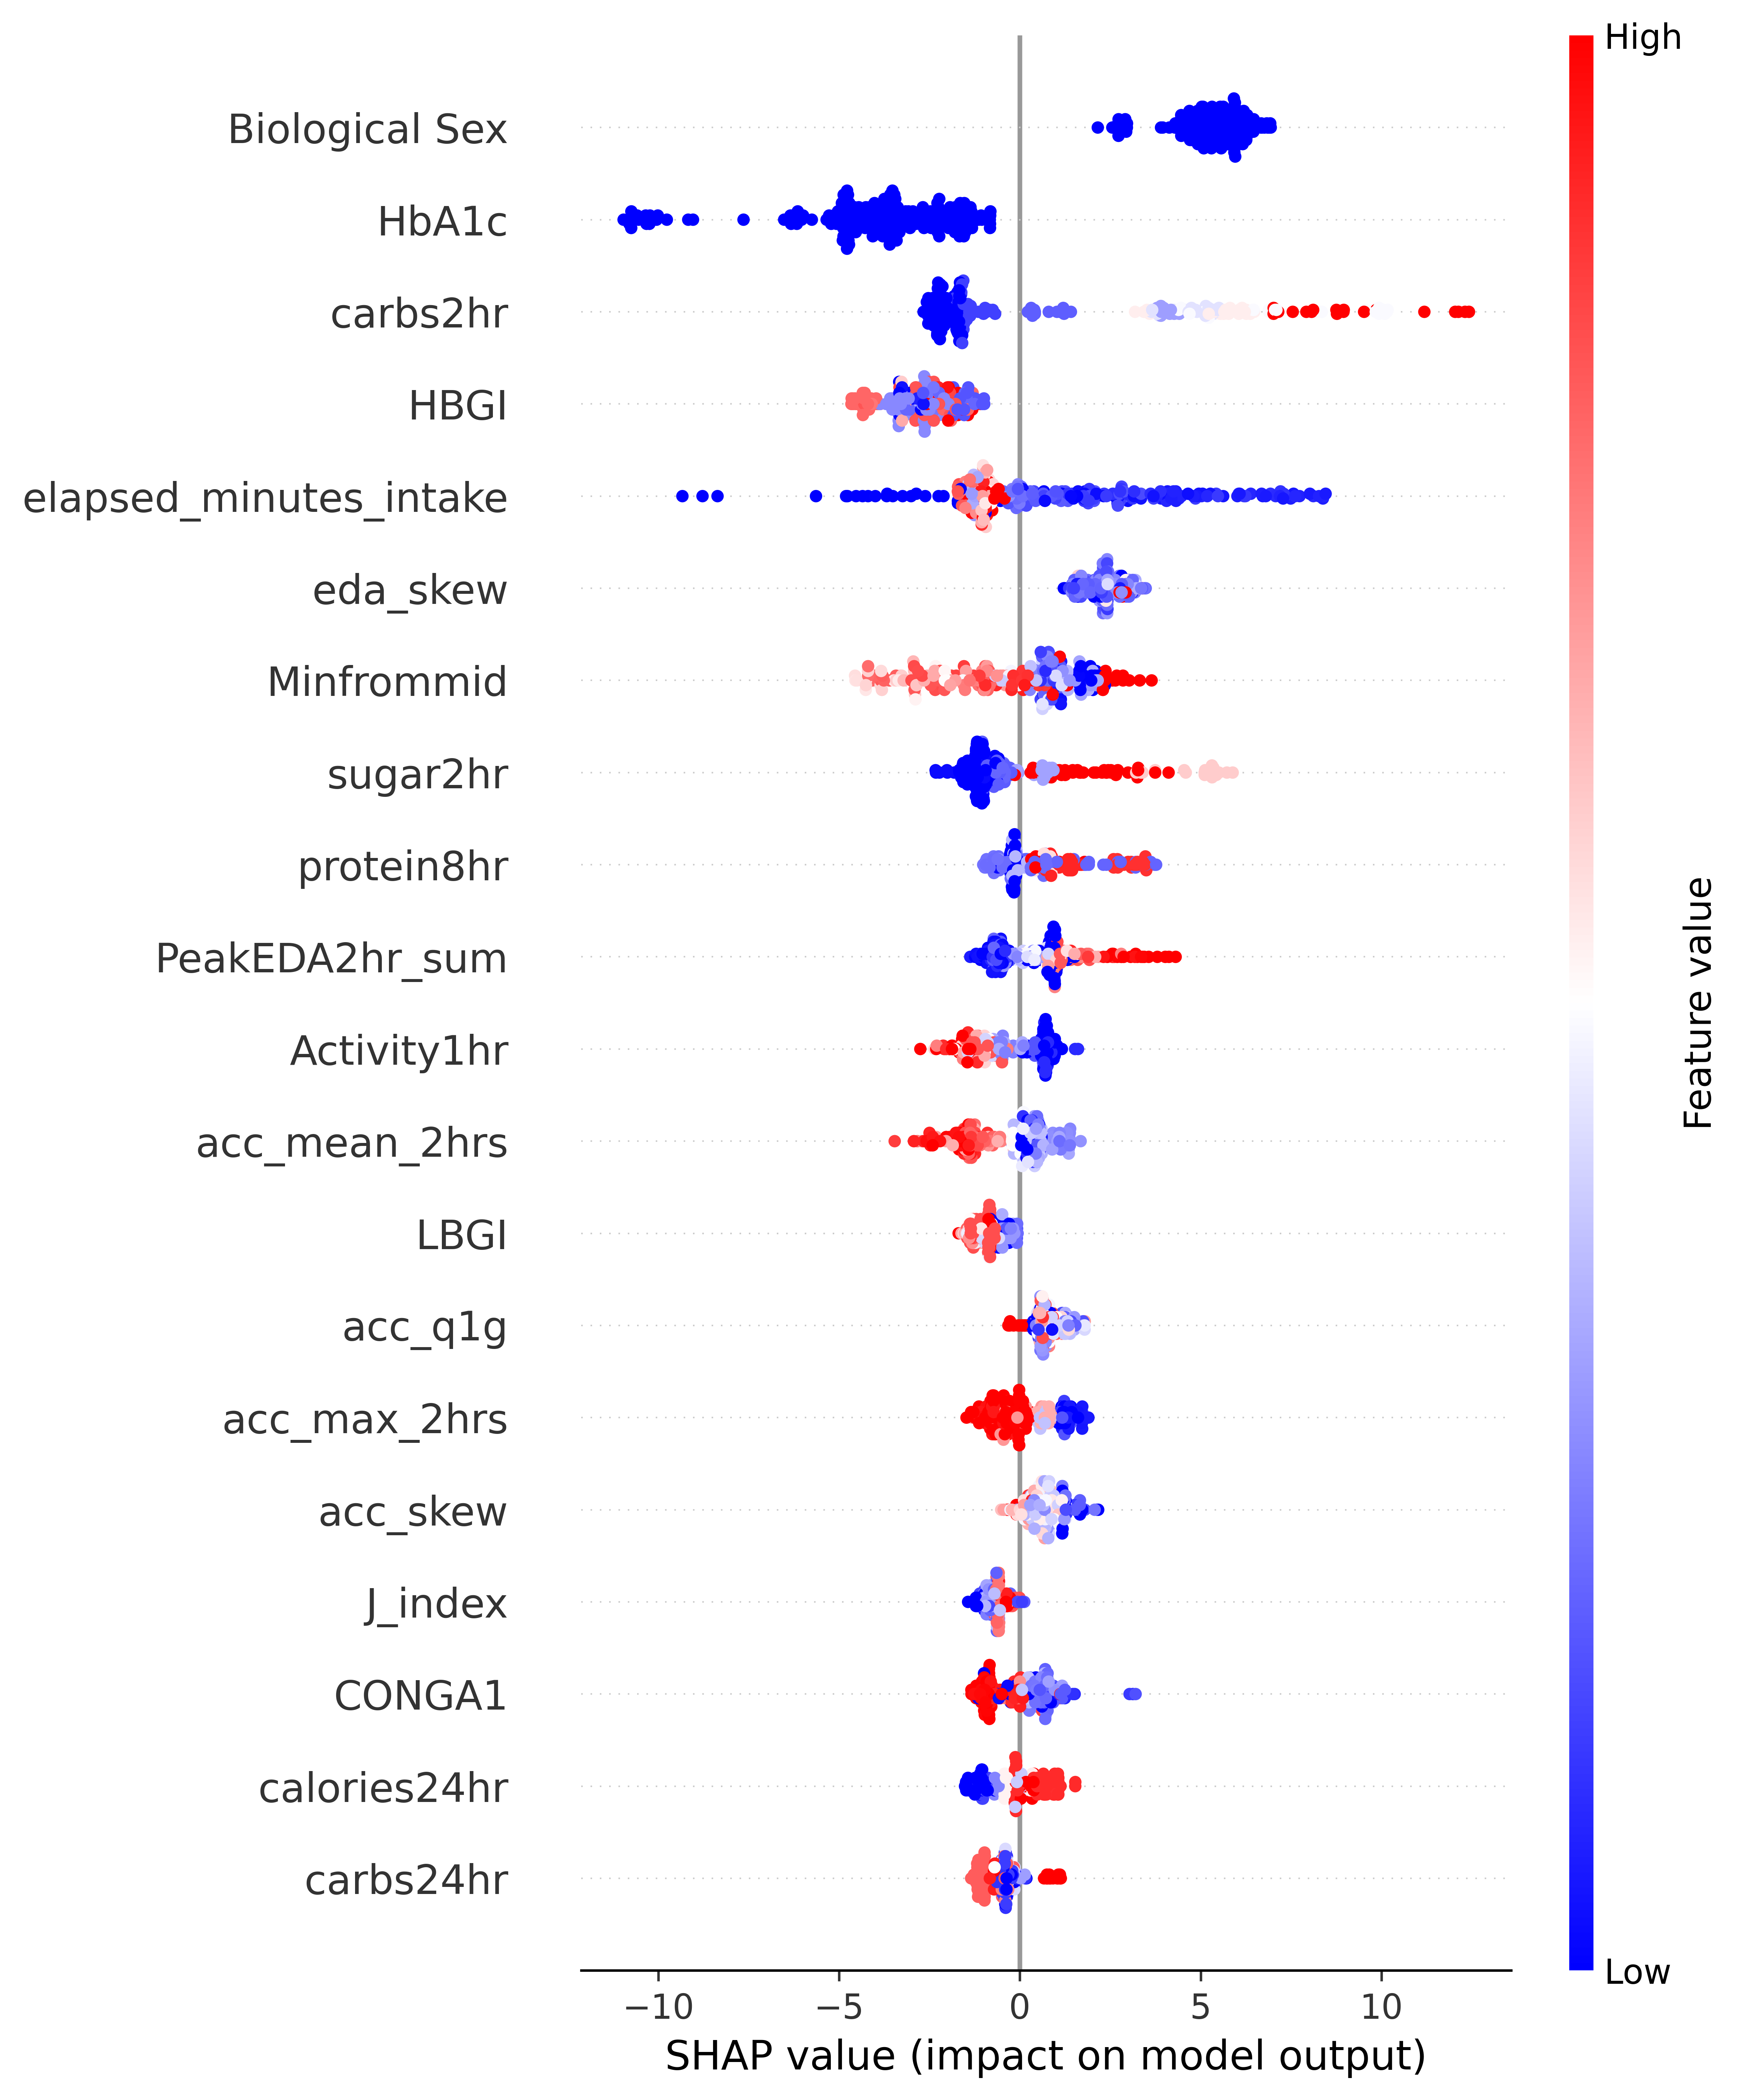 High
Biological Sex
HbA1c
carbs2hr
HBGI
elapsed_minutes_intake
eda_skew
Minfrommid
sugar2hr
protein8hr
PeakEDA2hr_sum
Activity1hr
acc_mean_2hrs
LBGI
acc_q1g
acc_max_2hrs
acc_skew
J_index
CONGA1
calories24hr
carbs24hr
Feature value
Low
−10 −5 0 5 10
SHAP value (impact on model output)